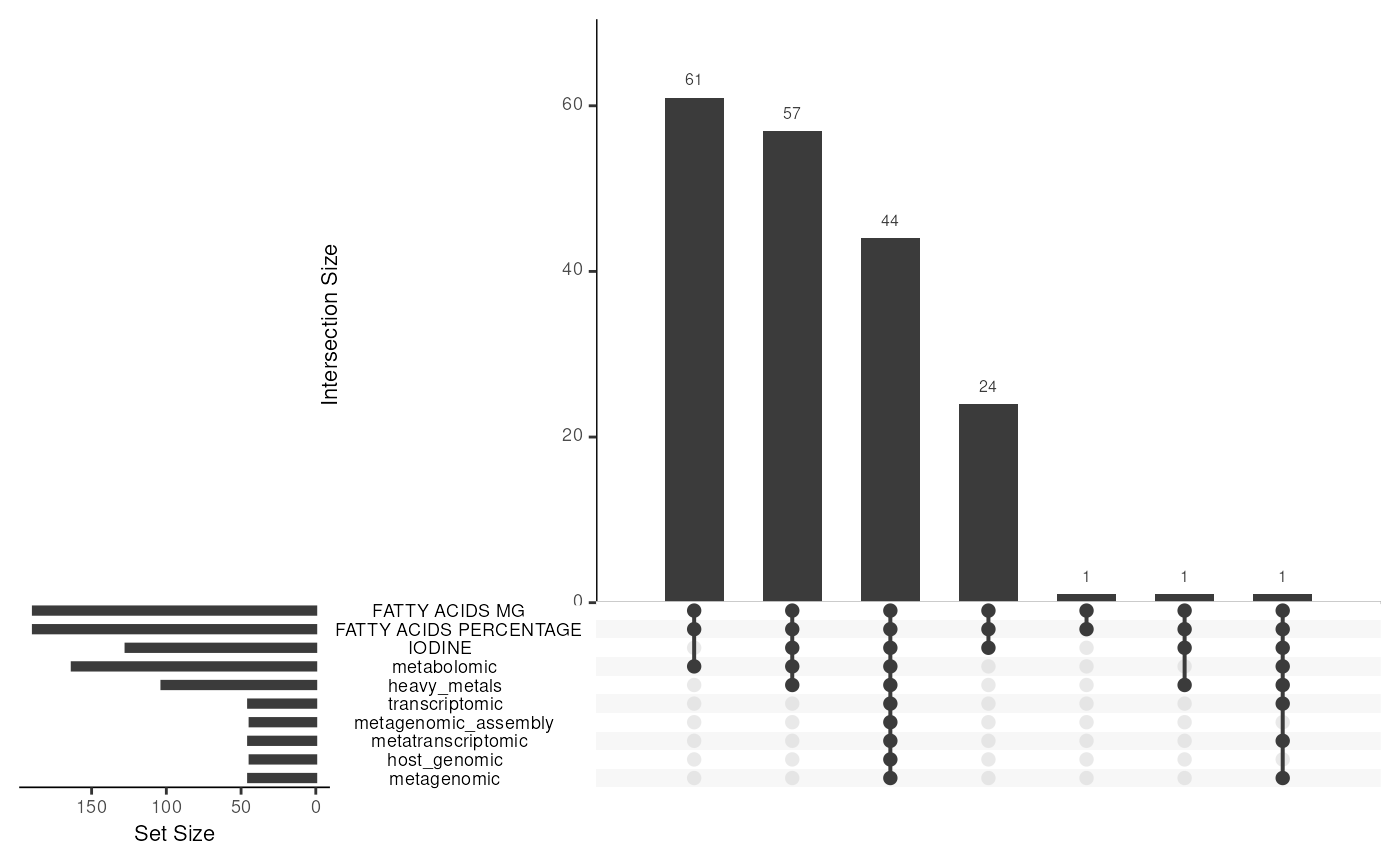 61
57
44
24
1
1
1
60
40
20
0
Intersection Size
FATTY ACIDS MG
FATTY ACIDS PERCENTAGE
IODINE
metabolomic
heavy_metals
transcriptomic
metagenomic_assembly
metatranscriptomic
host_genomic
metagenomic
150 100 50 0
Set Size